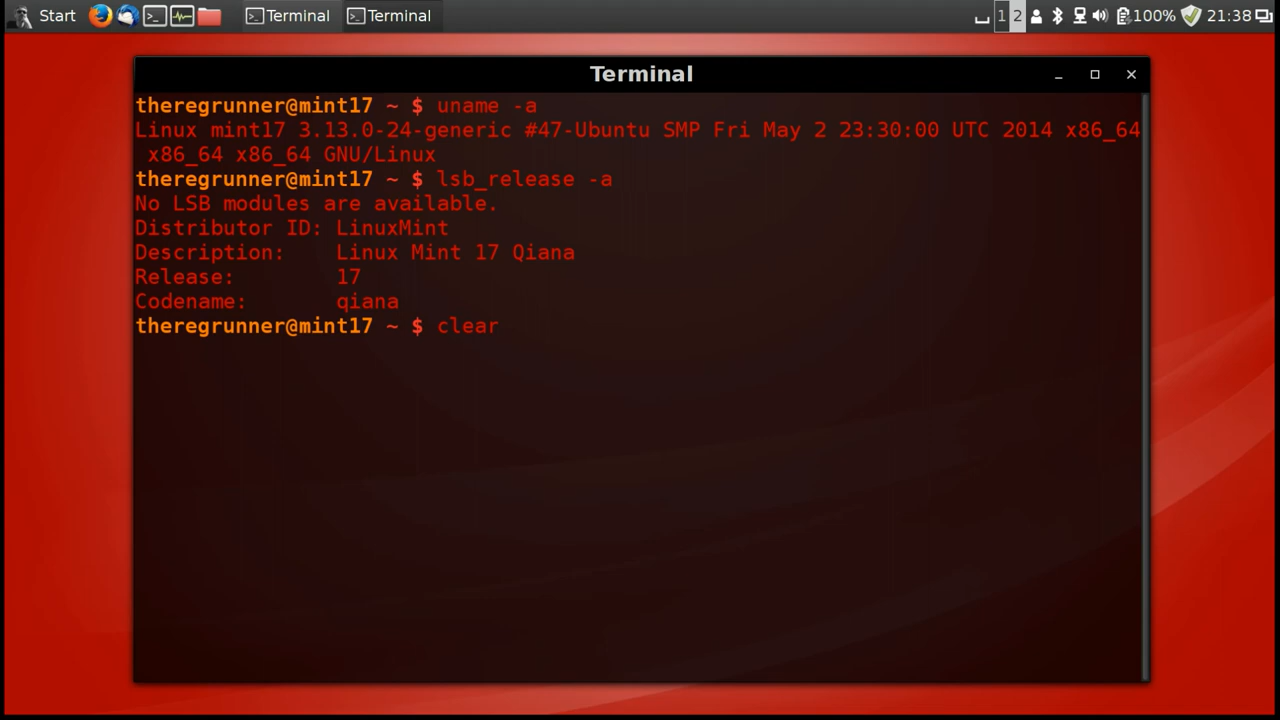 Start Terminal Terminal 1 2 100% 21:38
Terminal
theregrunner@mint17 ~ $ uname -a
Linux mint17 3.13.0-24-generic #47-Ubuntu SMP Fri May 2 23:30:00 UTC 2014 x86_64
x86_64 x86_64 GNU/Linux
theregrunner@mint17 ~ $ lsb_release -a
No LSB modules are available.
Distributor ID: LinuxMint
Description: Linux Mint 17 Qiana
Release: 17
Codename: qiana
theregrunner@mint17 ~ $ clear